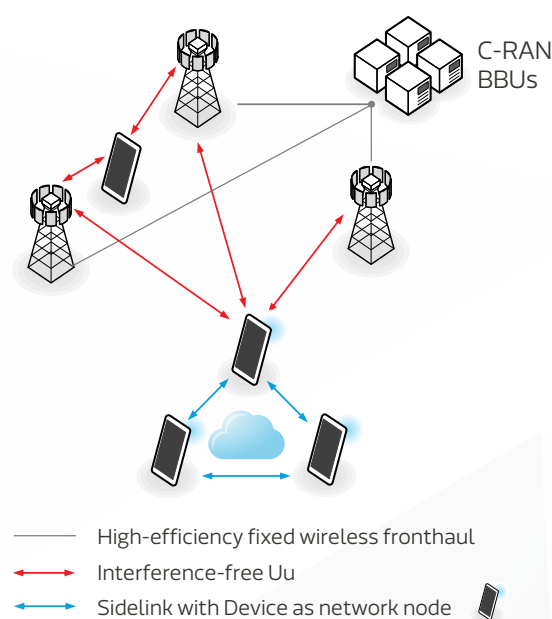 C-RAN
BBUs
High-efficiency fixed wireless fronthaul
Interference-free Uu
Sidelink with Device as network node